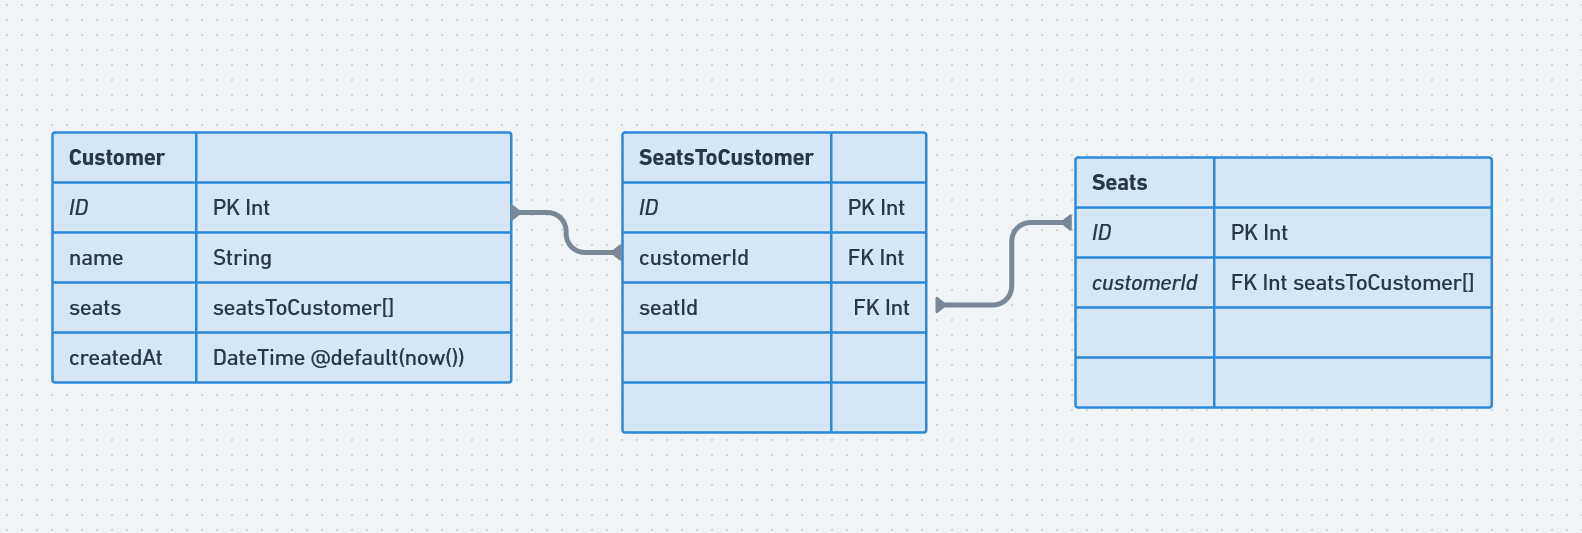 Customer
ID PK Int
name String
seats seatsToCustomer[]
createdAt DateTime @default(now())
SeatsToCustomer
ID PK Int
customerId FK Int
seatId FK Int
Seats
ID PK Int
customerId FK Int seatsToCustomer[]